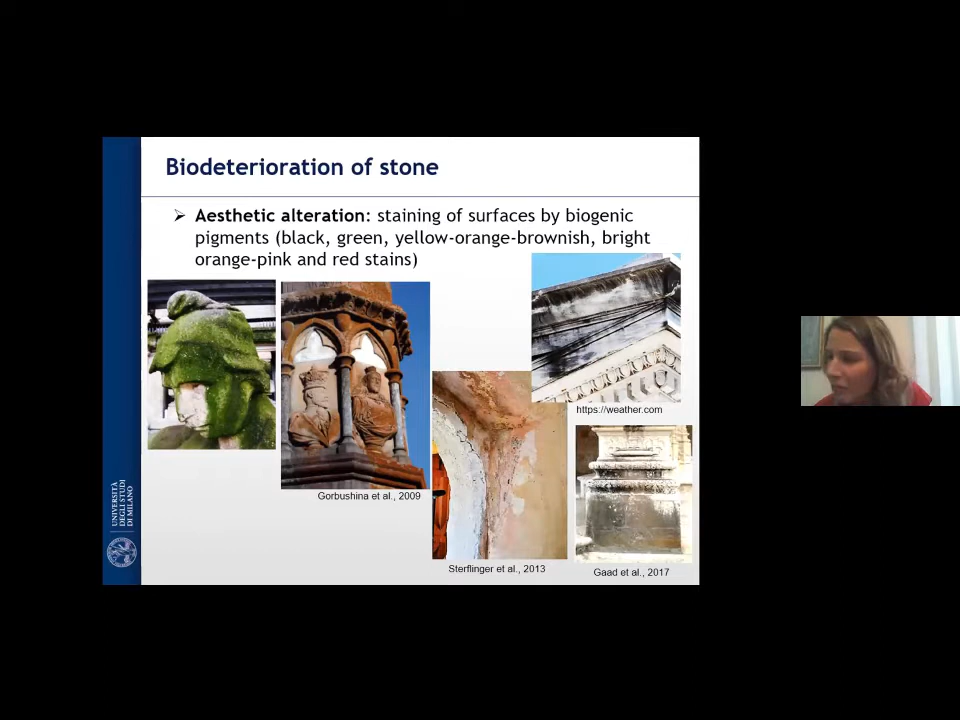 Biodeterioration of stone
➢ Aesthetic alteration: staining of surfaces by biogenic
pigments (black, green, yellow-orange-brownish, bright
orange-pink and red stains)
https://weather.com
Gorbushina et al., 2009
Sterflinger et al., 2013
Gaad et al., 2017
UNIVERSITÀ
DEGLI STUDI
DI MILANO